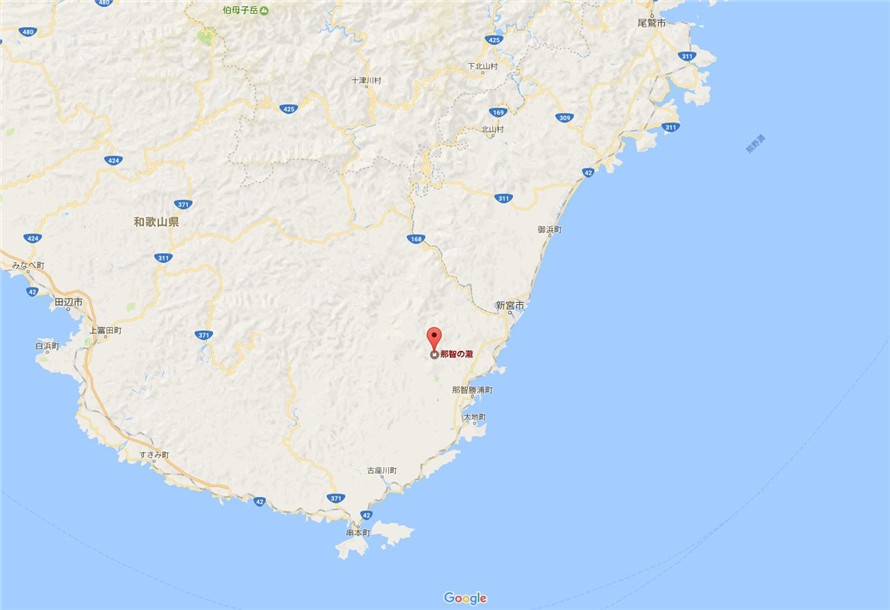 480
伯母子岳
尾鷲市
480
425
311
下北山村
十津川村
425
169
309
北山村
311
熊野灘
424
42
371
311
和歌山県
御浜町
424
168
311
みなべ町
42
田辺市
新宮市
上富田町
371
白浜町
那智の瀧
那智勝浦町
太地町
すさみ町
古座川町
42
371
42
串本町
Google